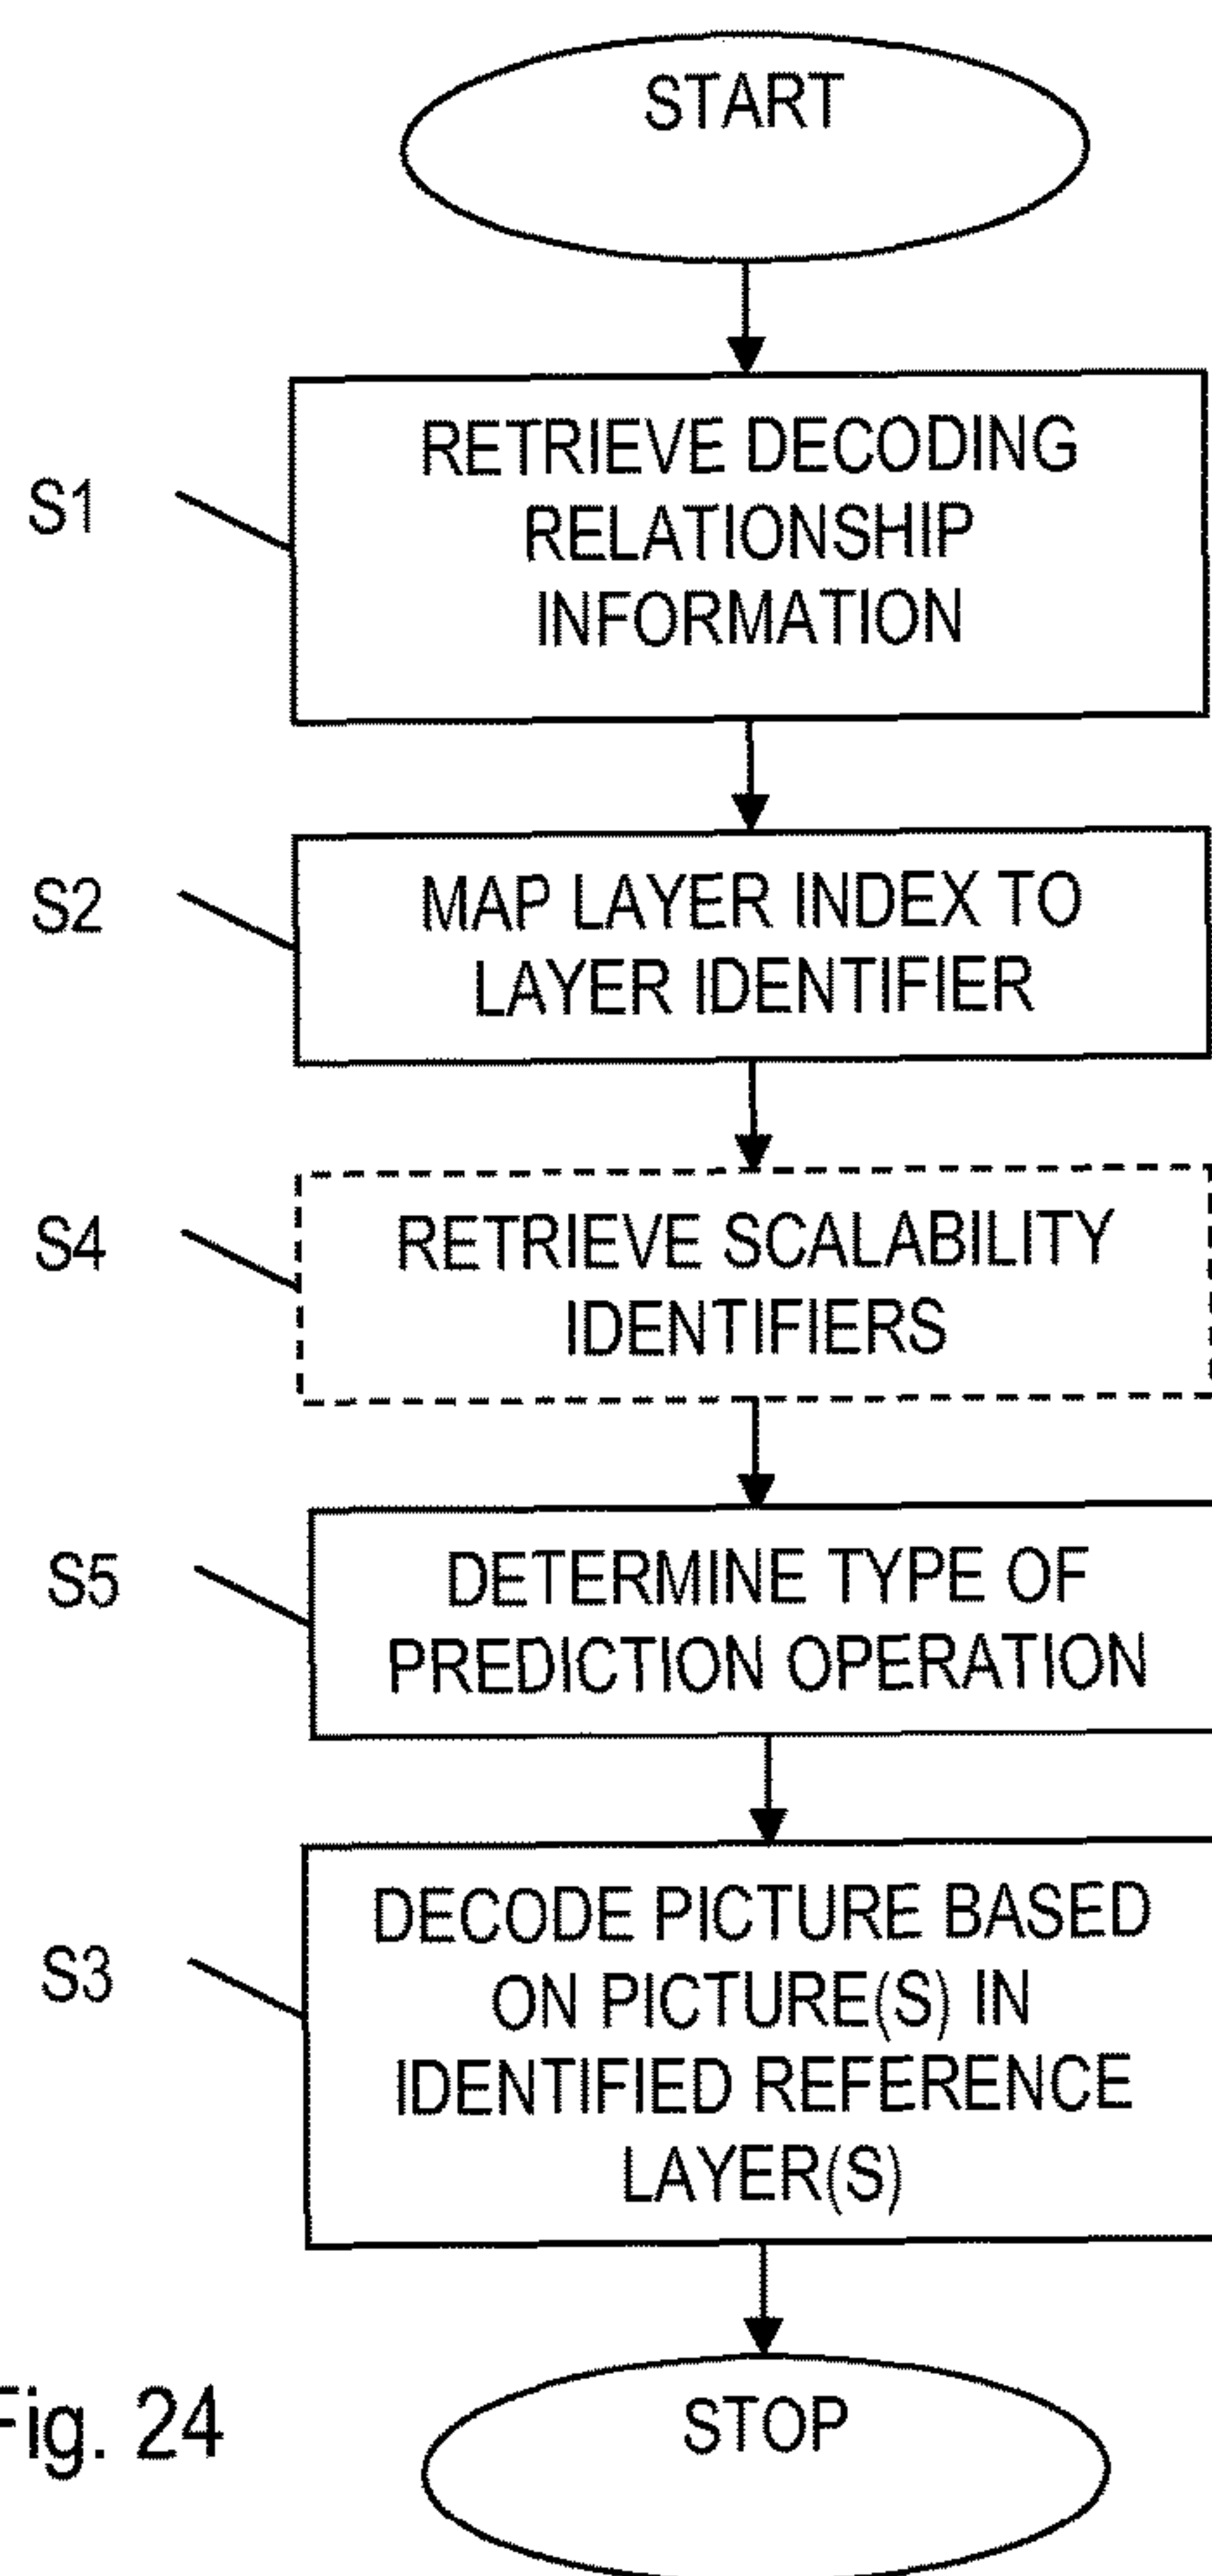 START
S1
RETRIEVE DECODING
RELATIONSHIP
INFORMATION
S2
MAP LAYER INDEX TO
LAYER IDENTIFIER
S4
RETRIEVE SCALABILITY
IDENTIFIERS
S5
DETERMINE TYPE OF
PREDICTION OPERATION
S3
DECODE PICTURE BASED
ON PICTURE(S) IN
IDENTIFIED REFERENCE
LAYER(S)
STOP
Fig. 24